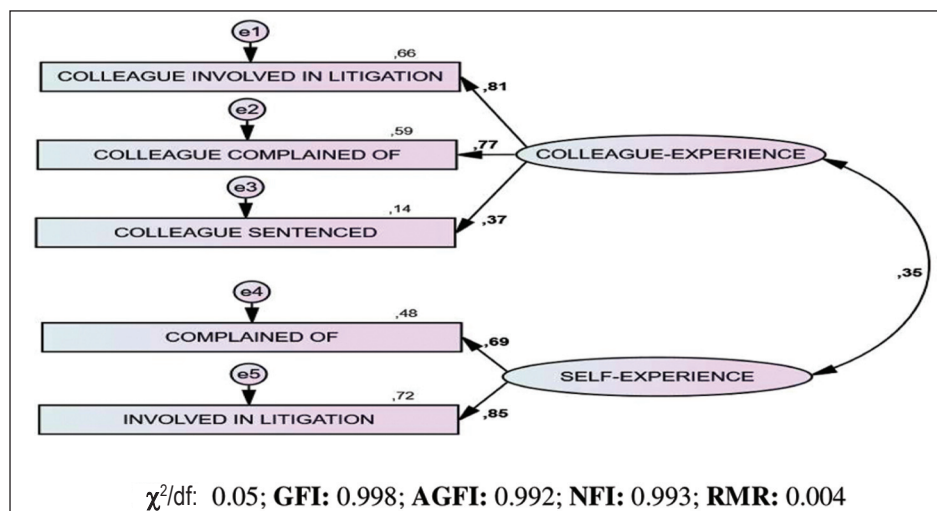 e1
,66
COLLEAGUE INVOLVED IN LITIGATION
,81
e2
,59
COLLEAGUE COMPLAINED OF
,77
COLLEAGUE-EXPERIENCE
e3
,14
COLLEAGUE SENTENCED
,37
,35
e4
,48
COMPLAINED OF
,69
e5
SELF-EXPERIENCE
,72
INVOLVED IN LITIGATION
,85
χ²/df: 0.05; GFI: 0.998; AGFI: 0.992; NFI: 0.993; RMR: 0.004